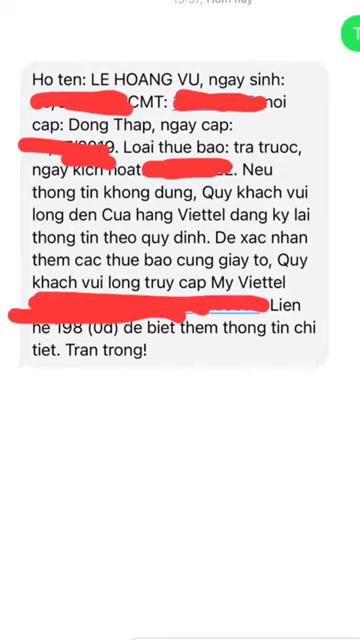 Ho ten: LE HOANG VU, ngay sinh:
CMT:
noi
cap: Dong Thap, ngay cap:
Loai thue bao: tra truoc,
ngay kich hoat
Neu
thong tin khong dung, Quy khach vui
long den Cua hang Viettel dang ky lai
thong tin theo quy dinh. De xac nhan
them cac thue bao cung giay to, Quy
khach vui long truy cap My Viettel
Lien
he 198 (0d) de biet them thong tin chi
tiet. Tran trong!